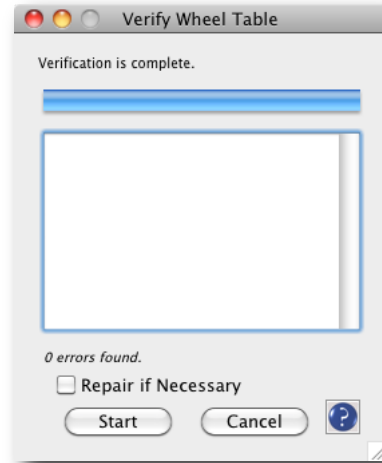 Verify Wheel Table
Verification is complete.
0 errors found.
Repair if Necessary
Start Cancel ?